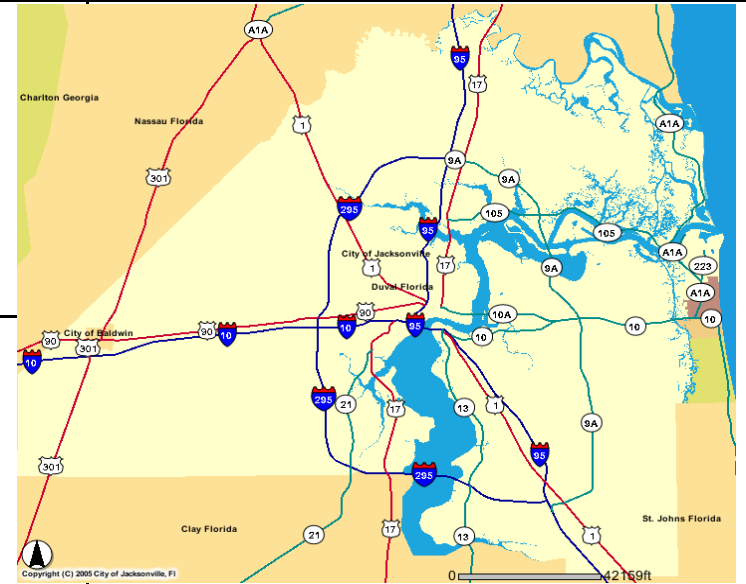 A1A
95
17
Charlton Georgia
Nassau Florida
1
A1A
9A
301
9A
295
105
95
105
City of Jacksonville
A1A
1
17
9A
223
Duval Florida
A1A
90
10A
10
City of Baldwin
90
10
95
10
90
10
301
10
10
295
21
17
13
1
9A
95
301
295
St. Johns Florida
Clay Florida
17
21
13
1
Copyright (C) 2005 City of Jacksonville, Fl
0
42159ft